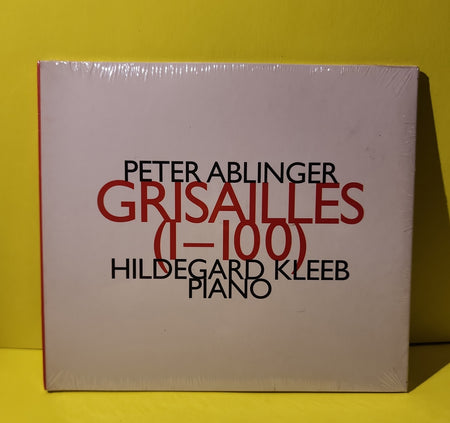 PETER ABLINGER
GRISAILLES
(1–100)
HILDEGARD KLEEB
PIANO